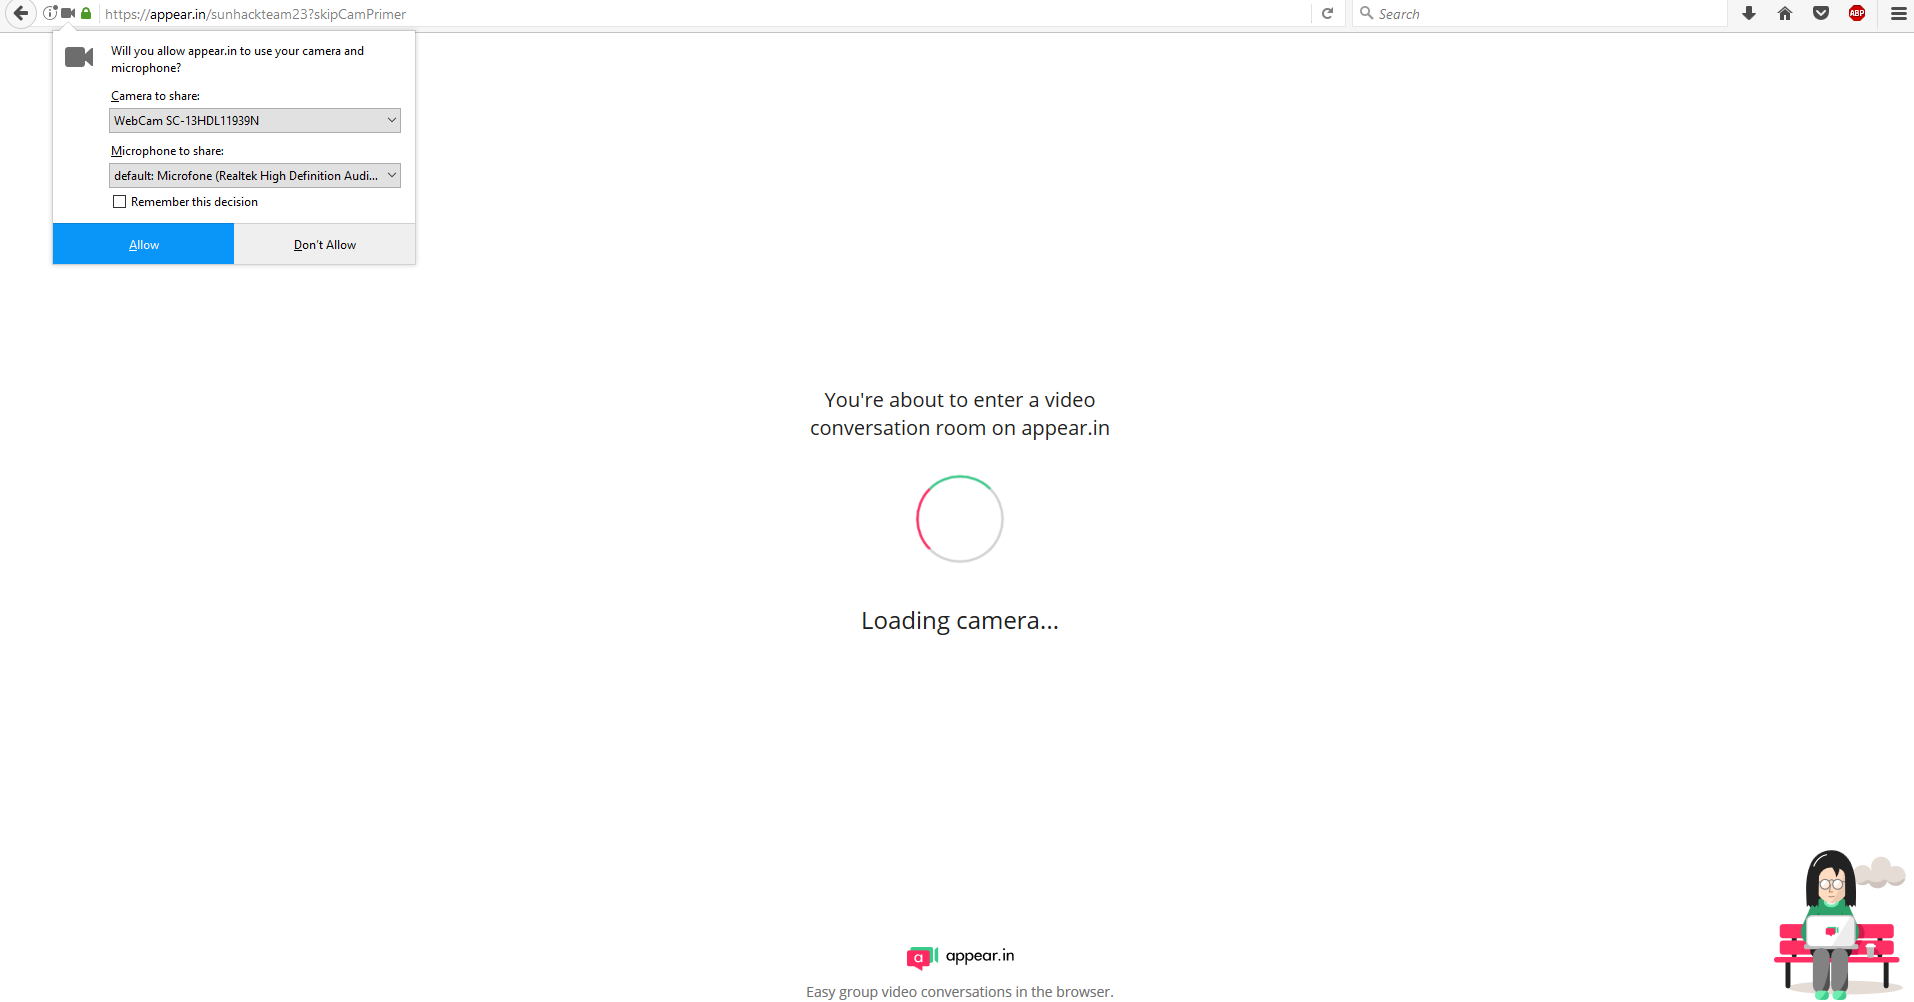 https://appear.in/sunhackteam23?skipCamPrimer
Search
ABP
Will you allow appear.in to use your camera and
microphone?
Camera to share:
WebCam SC-13HDL11939N
Microphone to share:
default: Microfone (Realtek High Definition Audi...
Remember this decision
Allow
Don't Allow
You're about to enter a video
conversation room on appear.in
Loading camera...
a
appear.in
Easy group video conversations in the browser.